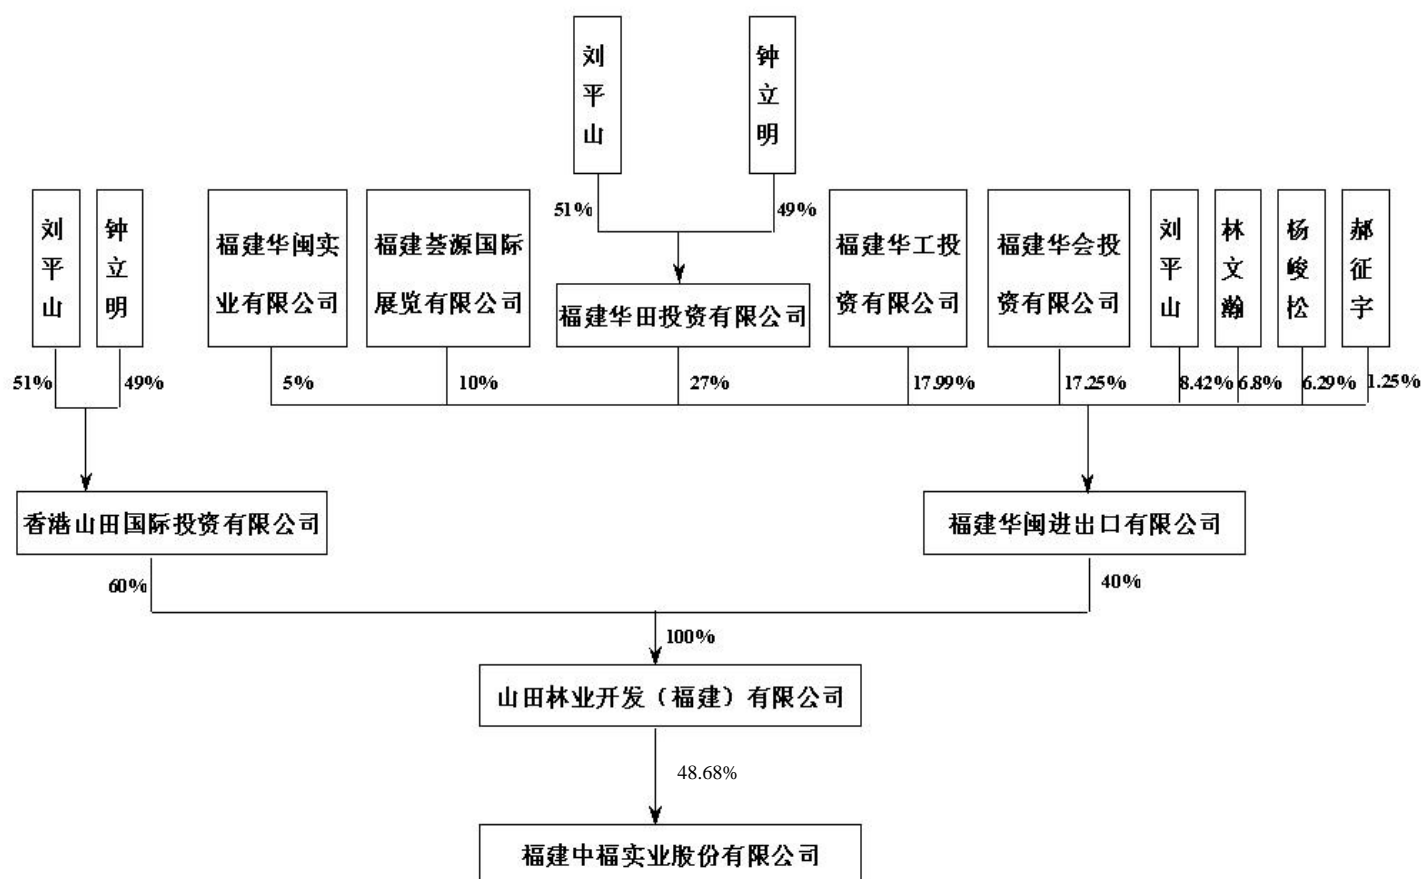 刘平山
钟立明
51%
49%
刘平山
钟立明
福建华闽实
业有限公司
福建荟源国际
展览有限公司
福建华田投资有限公司
福建华工投
资有限公司
福建华会投
资有限公司
刘平山
林文瀚
杨峻松
郝征宇
51%
49%
5%
10%
27%
17.99%
17.25%
8.42%
6.8%
6.29%
1.25%
香港山田国际投资有限公司
福建华闽进出口有限公司
60%
40%
100%
山田林业开发（福建）有限公司
48.68%
福建中福实业股份有限公司